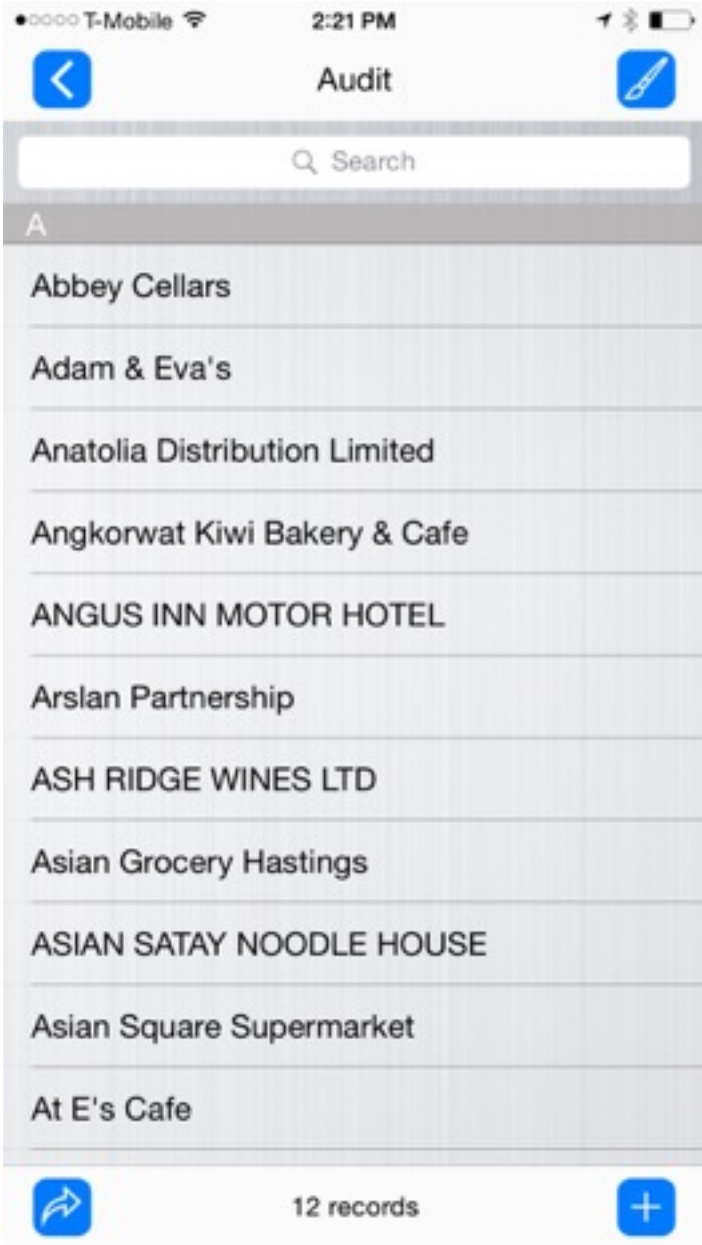 T-Mobile 2:21 PM
Audit
Search
A
Abbey Cellars
Adam & Eva's
Anatolia Distribution Limited
Angkorwat Kiwi Bakery & Cafe
ANGUS INN MOTOR HOTEL
Arslan Partnership
ASH RIDGE WINES LTD
Asian Grocery Hastings
ASIAN SATAY NOODLE HOUSE
Asian Square Supermarket
At E's Cafe
12 records